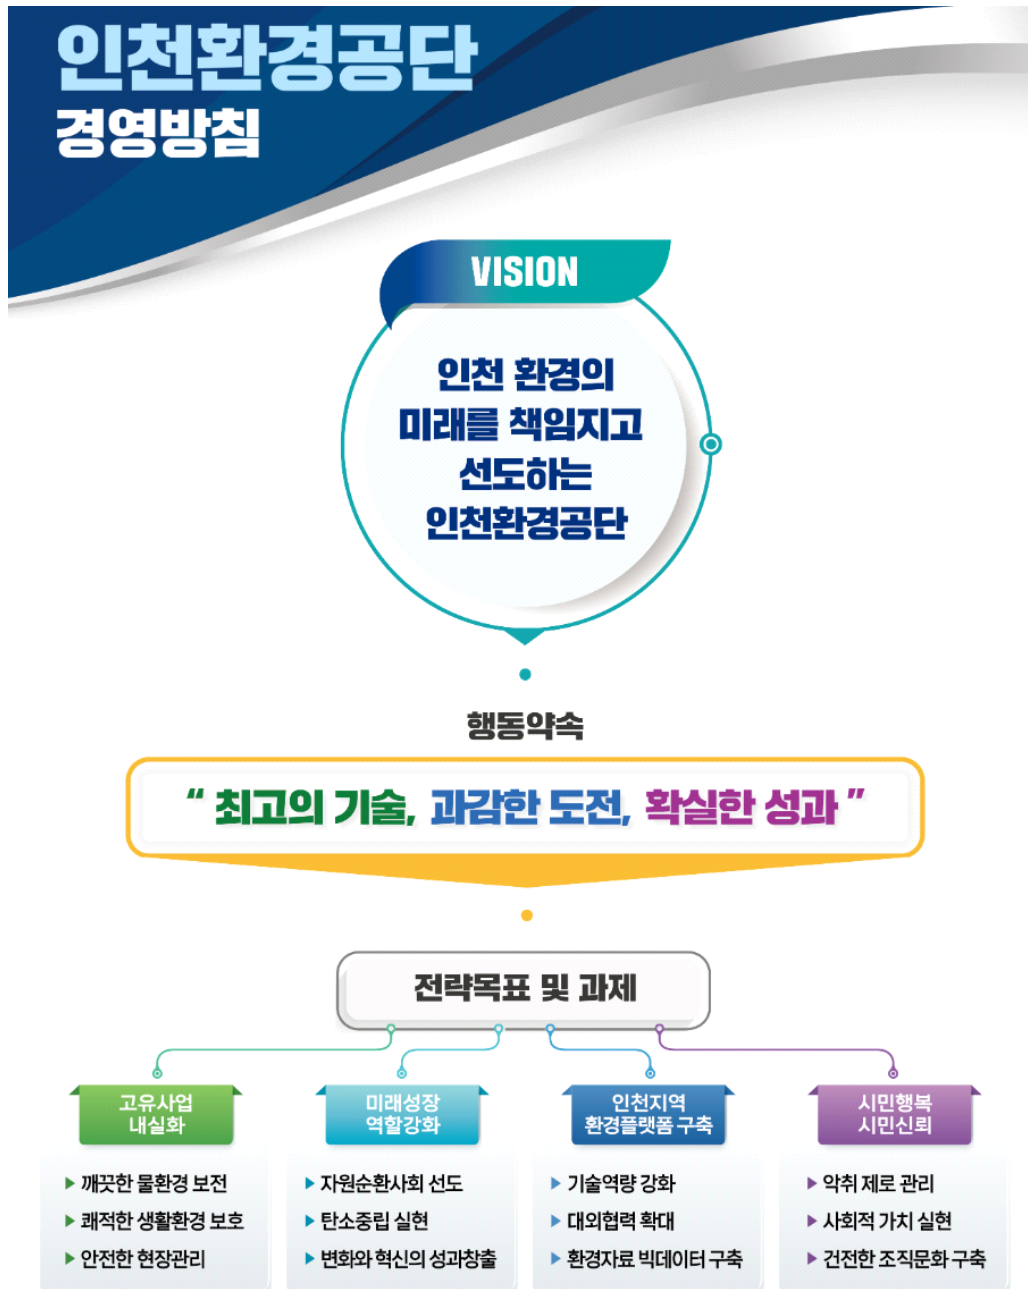 인천환경공단
경영방침
VISION
인천 환경의
미래를 책임지고
선도하는
인천환경공단
행동약속
“ 최고의 기술, 과감한 도전, 확실한 성과 ”
전략목표 및 과제
고유사업
내실화
▶ 깨끗한 물환경 보전
▶ 쾌적한 생활환경 보호
▶ 안전한 현장관리
미래성장
역할강화
▶ 자원순환사회 선도
▶ 탄소중립 실현
▶ 변화와 혁신의 성과창출
인천지역
환경플랫폼 구축
▶ 기술역량 강화
▶ 대외협력 확대
▶ 환경자료 빅데이터 구축
시민행복
시민신뢰
▶ 악취 제로 관리
▶ 사회적 가치 실현
▶ 건전한 조직문화 구축